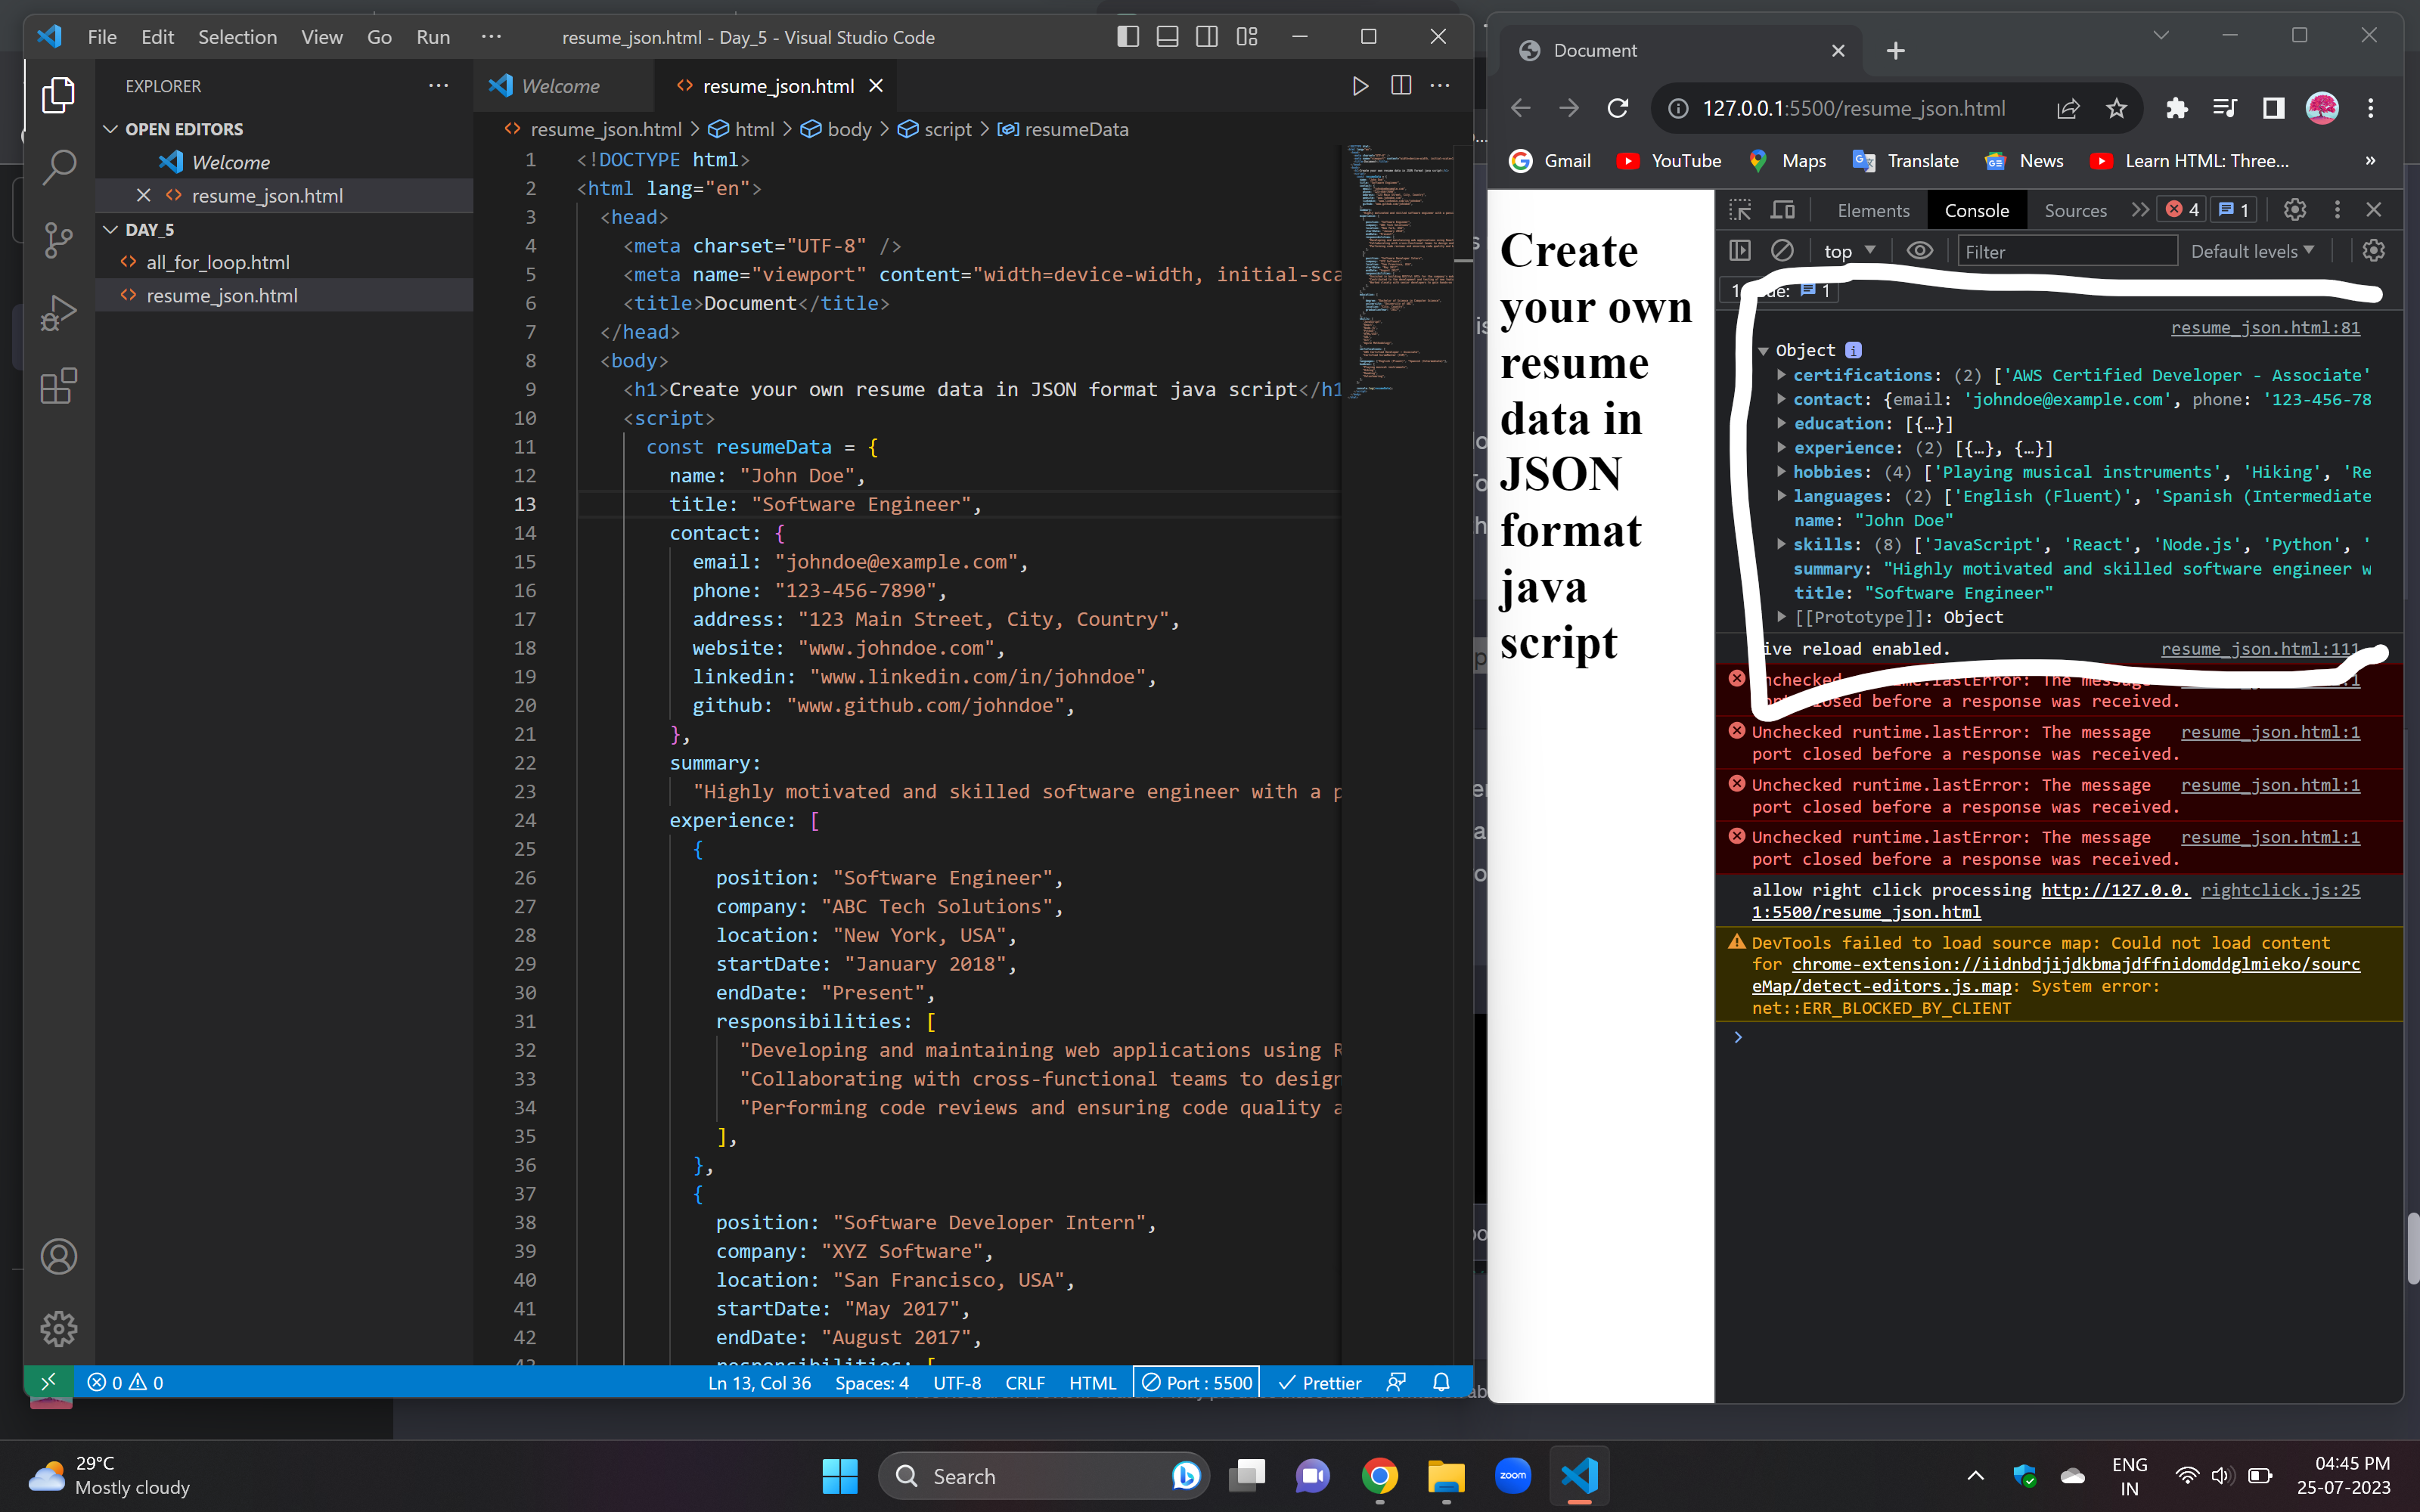 File Edit Selection View Go Run ··· resume_json.html - Day_5 - Visual Studio Code
EXPLORER
OPEN EDITORS
Welcome
resume_json.html
DAY_5
all_for_loop.html
resume_json.html
Welcome resume_json.html
resume_json.html > html > body > script > resumeData
1 <!DOCTYPE html>
2 <html lang="en">
3 <head>
4 <meta charset="UTF-8" />
5 <meta name="viewport" content="width=device-width, initial-sca
6 <title>Document</title>
7 </head>
8 <body>
9 <h1>Create your own resume data in JSON format java script</h1
10 <script>
11 const resumeData = {
12 name: "John Doe",
13 title: "Software Engineer",
14 contact: {
15 email: "johndoe@example.com",
16 phone: "123-456-7890",
17 address: "123 Main Street, City, Country",
18 website: "www.johndoe.com",
19 linkedin: "www.linkedin.com/in/johndoe",
20 github: "www.github.com/johndoe",
21 },
22 summary:
23 "Highly motivated and skilled software engineer with a p
24 experience: [
25 {
26 position: "Software Engineer",
27 company: "ABC Tech Solutions",
28 location: "New York, USA",
29 startDate: "January 2018",
30 endDate: "Present",
31 responsibilities: [
32 "Developing and maintaining web applications using R
33 "Collaborating with cross-functional teams to design
34 "Performing code reviews and ensuring code quality a
35 ],
36 },
37 {
38 position: "Software Developer Intern",
39 company: "XYZ Software",
40 location: "San Francisco, USA",
41 startDate: "May 2017",
42 endDate: "August 2017",
0 0 Ln 13, Col 36 Spaces: 4 UTF-8 CRLF HTML Port : 5500 Prettier
Document
127.0.0.1:5500/resume_json.html
Gmail YouTube Maps Translate News Learn HTML: Three... »
Create
your own
resume
data in
JSON
format
java
script
Elements Console Sources 4 1
top Filter Default levels
1
resume_json.html:81
Object
certifications: (2) ['AWS Certified Developer - Associate'
contact: {email: 'johndoe@example.com', phone: '123-456-78
education: [{…}]
experience: (2) [{…}, {…}]
hobbies: (4) ['Playing musical instruments', 'Hiking', 'Re
languages: (2) ['English (Fluent)', 'Spanish (Intermediate
name: "John Doe"
skills: (8) ['JavaScript', 'React', 'Node.js', 'Python', '
summary: "Highly motivated and skilled software engineer w
title: "Software Engineer"
[[Prototype]]: Object
ive reload enabled. resume_json.html:111
lastError: The message
closed before a response was received.
Unchecked runtime.lastError: The message resume_json.html:1
port closed before a response was received.
Unchecked runtime.lastError: The message resume_json.html:1
port closed before a response was received.
Unchecked runtime.lastError: The message resume_json.html:1
port closed before a response was received.
allow right click processing http://127.0.0. rightclick.js:25
1:5500/resume_json.html
DevTools failed to load source map: Could not load content
for chrome-extension://iidnbdjijdkbmajdffnidomddglmieko/sourc
eMap/detect-editors.js.map: System error:
net::ERR_BLOCKED_BY_CLIENT
29°C
Mostly cloudy
Search
zoom
ENG
IN
04:45 PM
25-07-2023